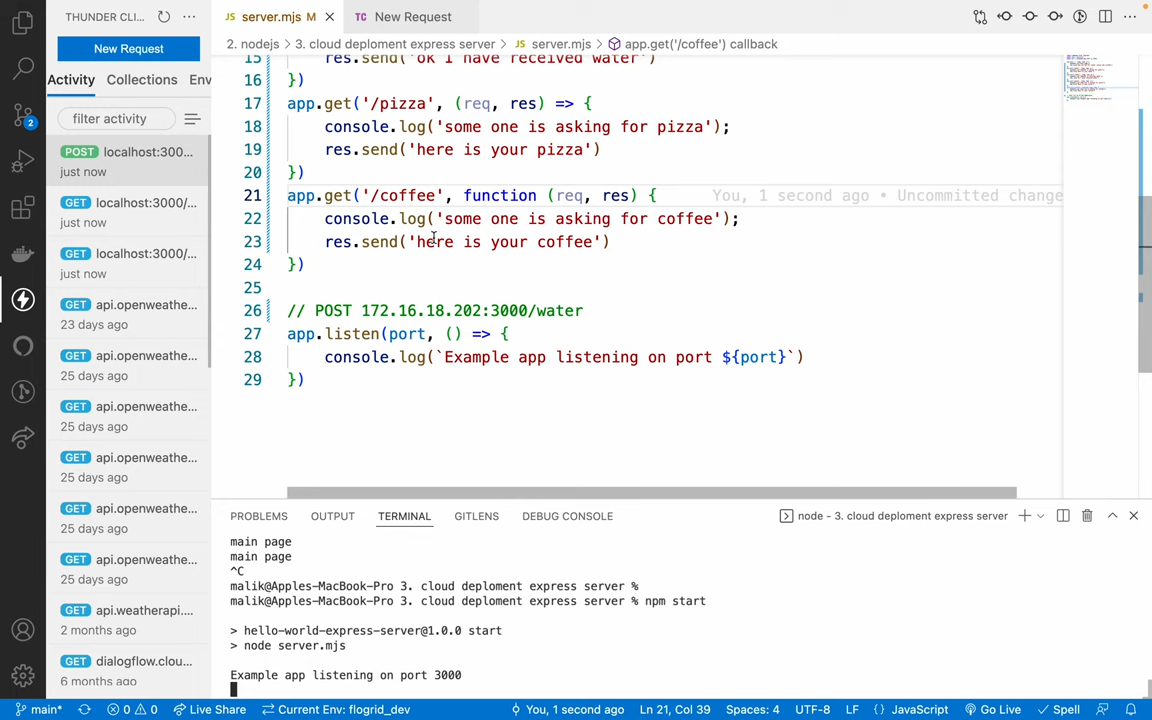 THUNDER CLI...
JS server.mjs M
TC New Request
New Request
2. nodejs > 3. cloud deploment express server > JS server.mjs > app.get('/coffee') callback
Activity Collections Env
filter activity
POST localhost:300...
just now
GET localhost:3000/...
just now
GET localhost:3000/...
just now
GET api.openweathe...
23 days ago
GET api.openweathe...
25 days ago
GET api.openweathe...
25 days ago
GET api.openweathe...
25 days ago
GET api.openweathe...
25 days ago
GET api.openweathe...
25 days ago
GET api.weatherapi....
2 months ago
GET dialogflow.clou...
6 months ago
2
15 res.send('ok i have received water')
16 })
17 app.get('/pizza', (req, res) => {
18 console.log('some one is asking for pizza');
19 res.send('here is your pizza')
20 })
21 app.get('/coffee', function (req, res) { You, 1 second ago • Uncommitted change
22 console.log('some one is asking for coffee');
23 res.send('here is your coffee')
24 })
25
26 // POST 172.16.18.202:3000/water
27 app.listen(port, () => {
28 console.log(`Example app listening on port ${port}`)
29 })
PROBLEMS OUTPUT TERMINAL GITLENS DEBUG CONSOLE
node - 3. cloud deploment express server
main page
main page
^C
malik@Apples-MacBook-Pro 3. cloud deploment express server %
malik@Apples-MacBook-Pro 3. cloud deploment express server % npm start
> hello-world-express-server@1.0.0 start
> node server.mjs
Example app listening on port 3000
main* 0 0 Live Share Current Env: flogrid_dev You, 1 second ago Ln 21, Col 39 Spaces: 4 UTF-8 LF {} JavaScript Go Live Spell